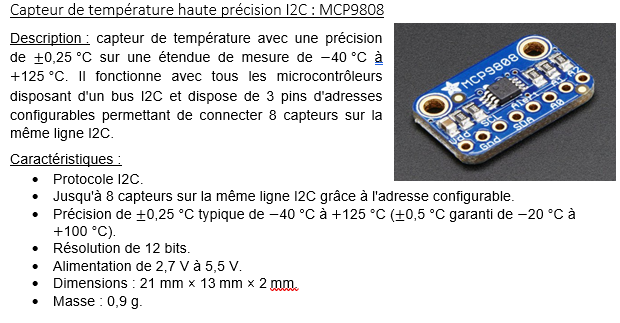 Capteur de température haute précision I2C : MCP9808
Description : capteur de température avec une précision
de ±0,25 °C sur une étendue de mesure de −40 °C à
+125 °C. Il fonctionne avec tous les microcontrôleurs
disposant d'un bus I2C et dispose de 3 pins d'adresses
configurables permettant de connecter 8 capteurs sur la
même ligne I2C.
MCP9808
Vdd
Gnd
SCL
SDA
Alert
A0
A2
Caractéristiques :
• Protocole I2C.
• Jusqu'à 8 capteurs sur la même ligne I2C grâce à l'adresse configurable.
• Précision de ±0,25 °C typique de −40 °C à +125 °C (±0,5 °C garanti de −20 °C à
+100 °C).
• Résolution de 12 bits.
• Alimentation de 2,7 V à 5,5 V.
• Dimensions : 21 mm × 13 mm × 2 mm.
• Masse : 0,9 g.